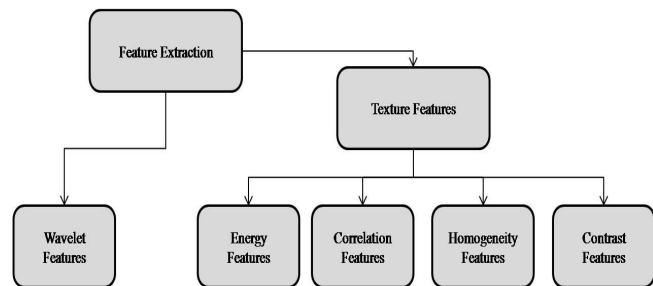 Feature Extraction
Texture Features
Wavelet
Features
Energy
Features
Correlation
Features
Homogeneity
Features
Contrast
Features